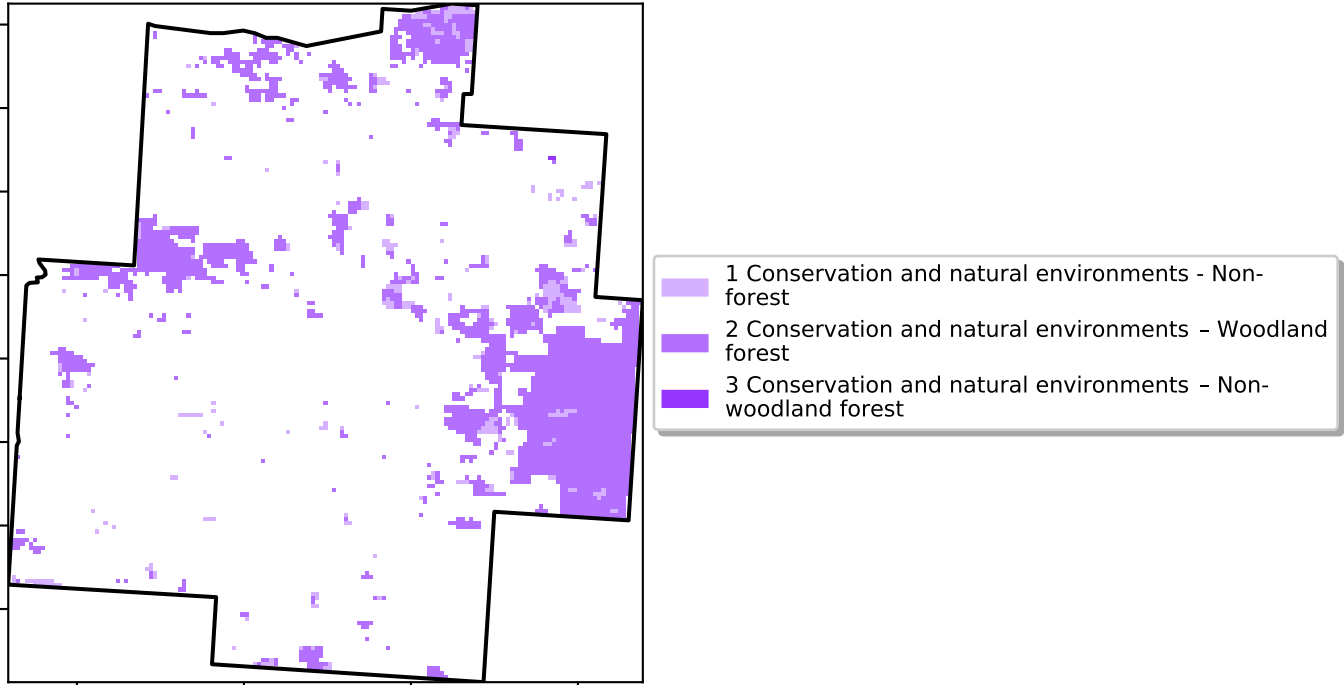 1 Conservation and natural environments - Non-
forest
2 Conservation and natural environments – Woodland
forest
3 Conservation and natural environments – Non-
woodland forest